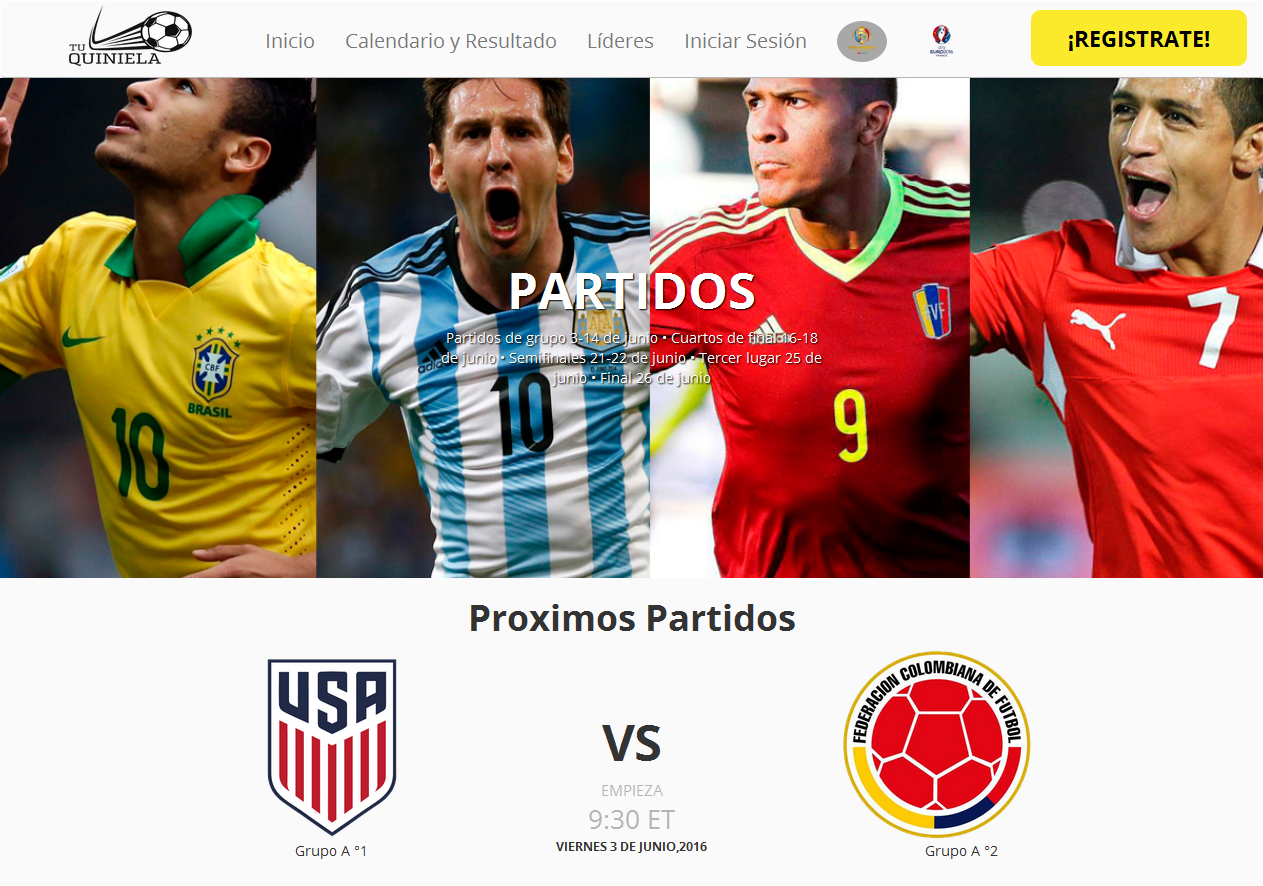 TU
QUINIELA
Inicio
Calendario y Resultado
Líderes
Iniciar Sesión
EURO2016
¡REGISTRATE!
PARTIDOS
Partidos de grupo 3-14 de junio • Cuartos de final 16-18
de junio • Semifinales 21-22 de junio • Tercer lugar 25 de
junio • Final 26 de junio
CBF
BRASIL
10
adidas
AFA
10
FVF
9
7
Proximos Partidos
USA
FEDERACION COLOMBIANA DE FUTBOL
VS
EMPIEZA
9:30 ET
VIERNES 3 DE JUNIO,2016
Grupo A °1
Grupo A °2